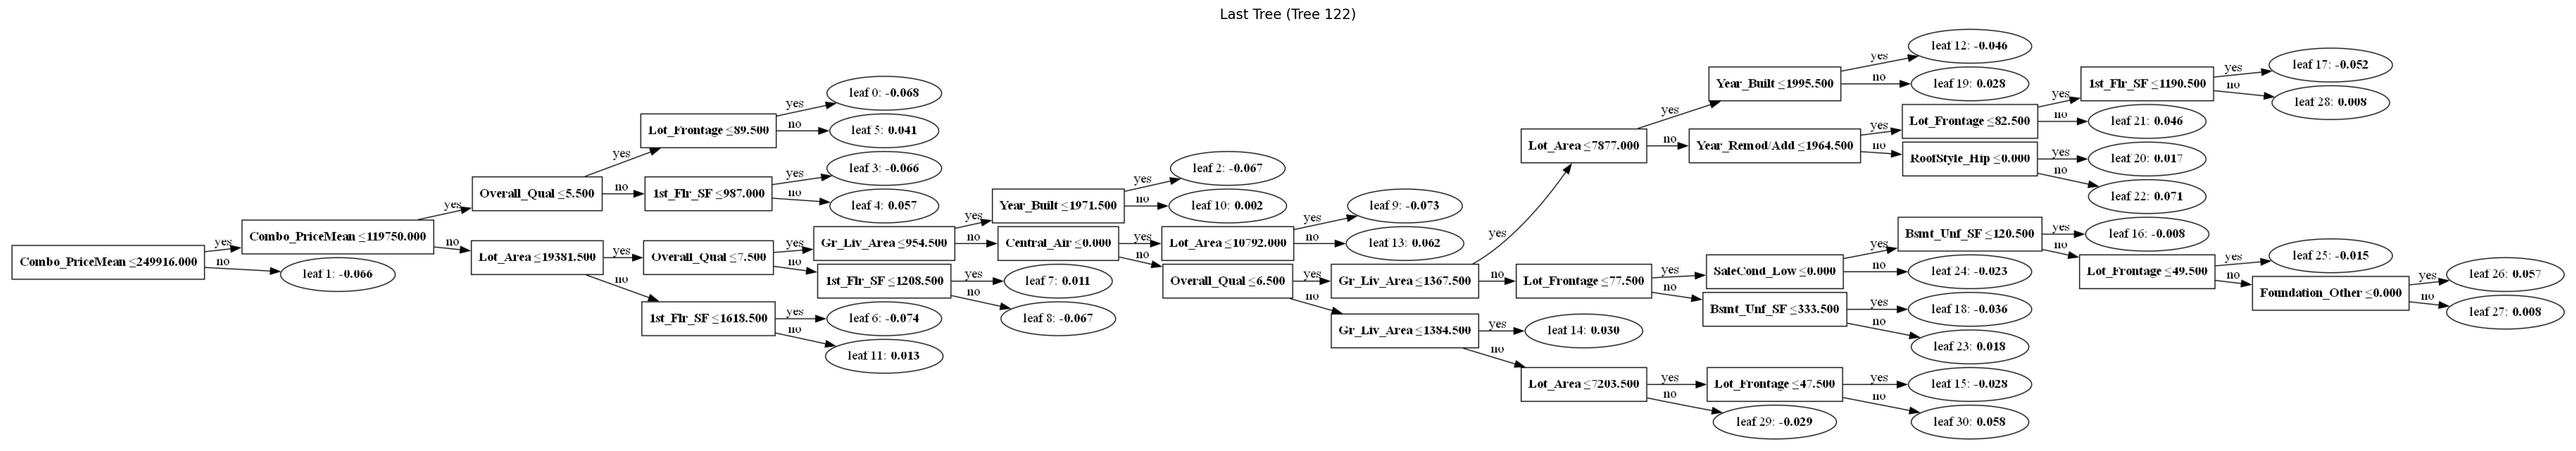 Last Tree (Tree 122)
Combo_PriceMean ≤249916.000
yes
no
Combo_PriceMean ≤119750.000
leaf 1: -0.066
yes
no
Overall_Qual ≤5.500
Lot_Area ≤19381.500
yes
no
yes
no
Lot_Frontage ≤89.500
1st_Flr_SF ≤987.000
Overall_Qual ≤7.500
1st_Flr_SF ≤1618.500
yes
no
yes
no
yes
no
yes
no
leaf 0: -0.068
leaf 5: 0.041
leaf 3: -0.066
leaf 4: 0.057
Gr_Liv_Area ≤954.500
1st_Flr_SF ≤1208.500
leaf 6: -0.074
leaf 11: 0.013
yes
no
yes
no
Year_Built ≤1971.500
Central_Air ≤0.000
leaf 7: 0.011
leaf 8: -0.067
yes
no
yes
no
leaf 2: -0.067
leaf 10: 0.002
Lot_Area ≤10792.000
Overall_Qual ≤6.500
yes
no
yes
no
leaf 9: -0.073
leaf 13: 0.062
Gr_Liv_Area ≤1367.500
Gr_Liv_Area ≤1384.500
yes
no
yes
no
Lot_Area ≤7877.000
Lot_Frontage ≤77.500
leaf 14: 0.030
Lot_Area ≤7203.500
yes
no
yes
no
yes
no
Year_Built ≤1995.500
Year_Remod/Add ≤1964.500
SaleCond_Low ≤0.000
Bsmt_Unf_SF ≤333.500
Lot_Frontage ≤47.500
leaf 29: -0.029
yes
no
yes
no
yes
no
yes
no
yes
no
leaf 12: -0.046
leaf 19: 0.028
Lot_Frontage ≤82.500
RoofStyle_Hip ≤0.000
Bsmt_Unf_SF ≤120.500
leaf 24: -0.023
leaf 18: -0.036
leaf 23: 0.018
leaf 15: -0.028
leaf 30: 0.058
yes
no
yes
no
yes
no
1st_Flr_SF ≤1190.500
leaf 21: 0.046
leaf 20: 0.017
leaf 22: 0.071
leaf 16: -0.008
Lot_Frontage ≤49.500
yes
no
yes
no
leaf 17: -0.052
leaf 28: 0.008
leaf 25: -0.015
Foundation_Other ≤0.000
yes
no
leaf 26: 0.057
leaf 27: 0.008